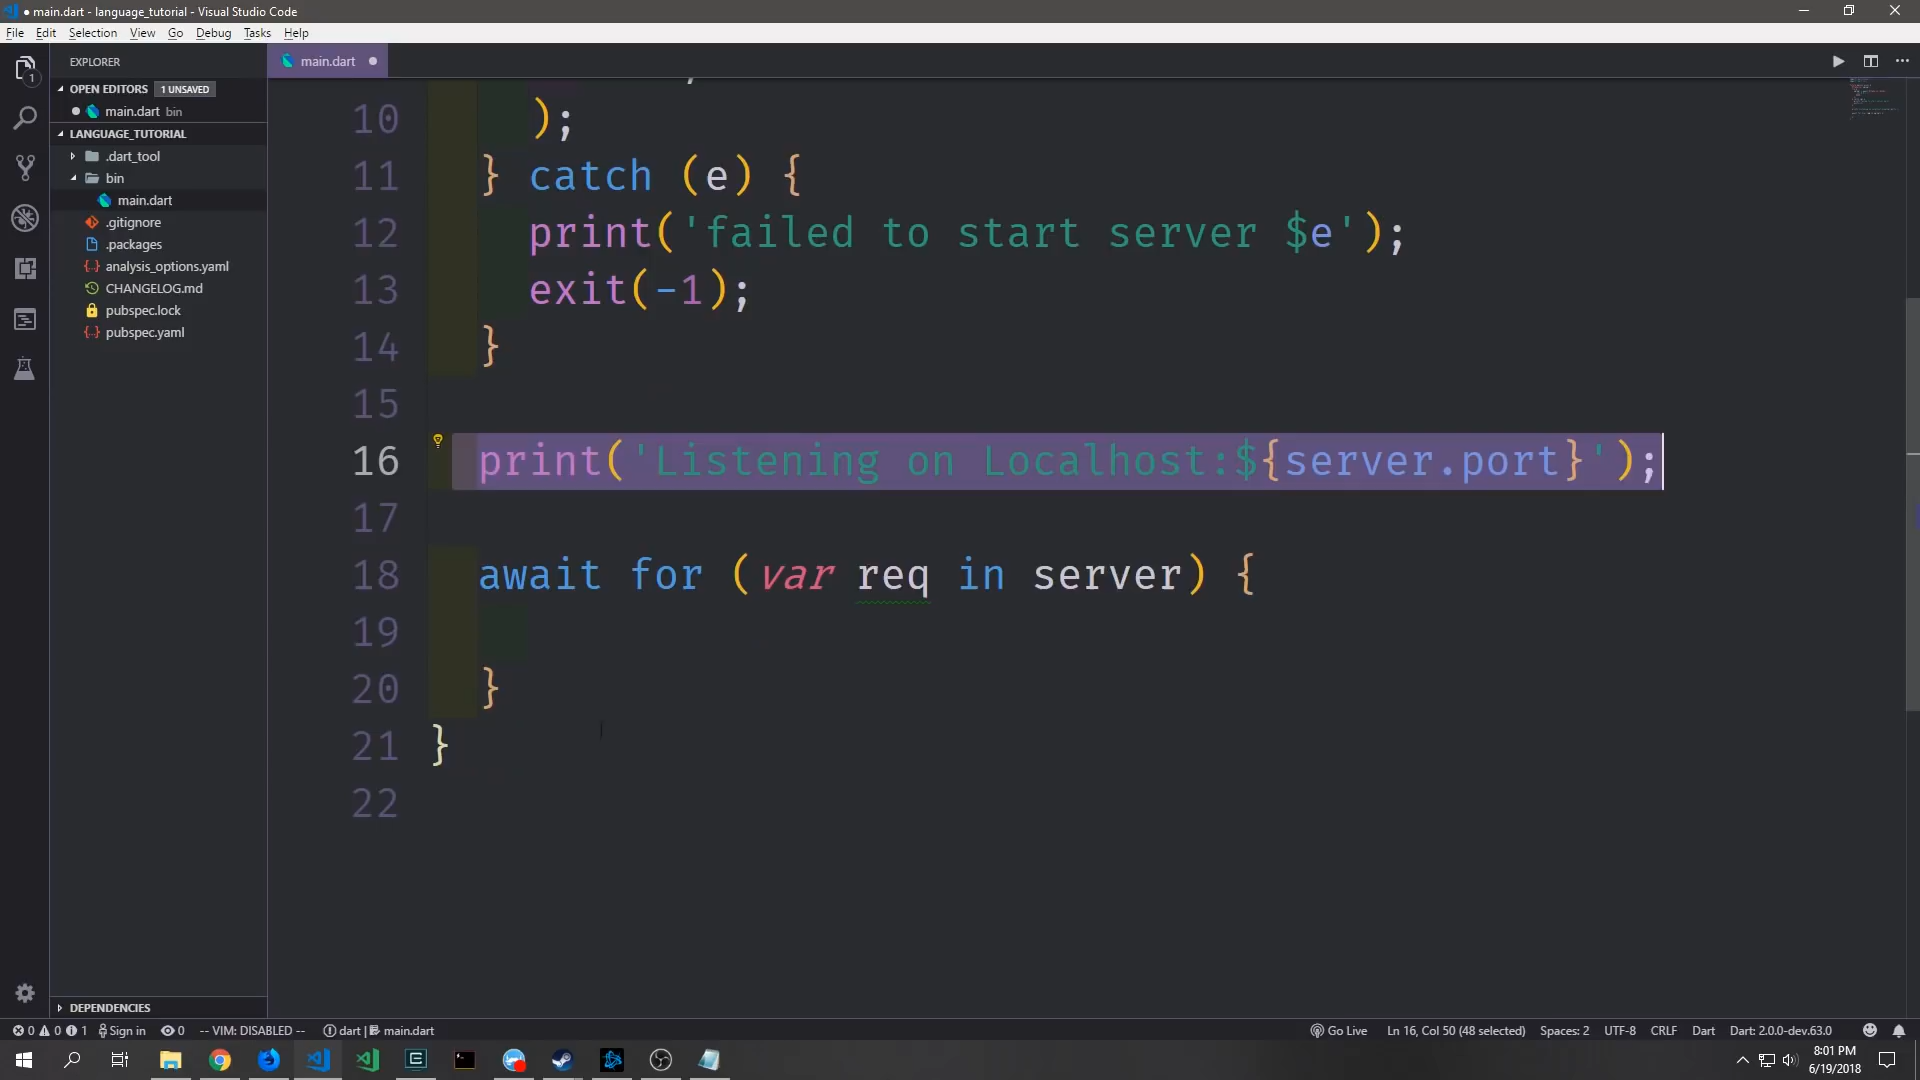 main.dart - language_tutorial - Visual Studio Code
File Edit Selection View Go Debug Tasks Help
1
EXPLORER
OPEN EDITORS 1 UNSAVED
main.dart bin
LANGUAGE_TUTORIAL
.dart_tool
bin
main.dart
.gitignore
.packages
analysis_options.yaml
CHANGELOG.md
pubspec.lock
pubspec.yaml
DEPENDENCIES
main.dart
10 );
11 } catch (e) {
12 print('failed to start server $e');
13 exit(-1);
14 }
15
16 print('Listening on Localhost:${server.port}');
17
18 await for (var req in server) {
19
20 }
21 }
22
0 0 1 Sign in 0 -- VIM: DISABLED -- dart | main.dart Go Live Ln 16, Col 50 (48 selected) Spaces: 2 UTF-8 CRLF Dart Dart: 2.0.0-dev.63.0
8:01 PM
6/19/2018